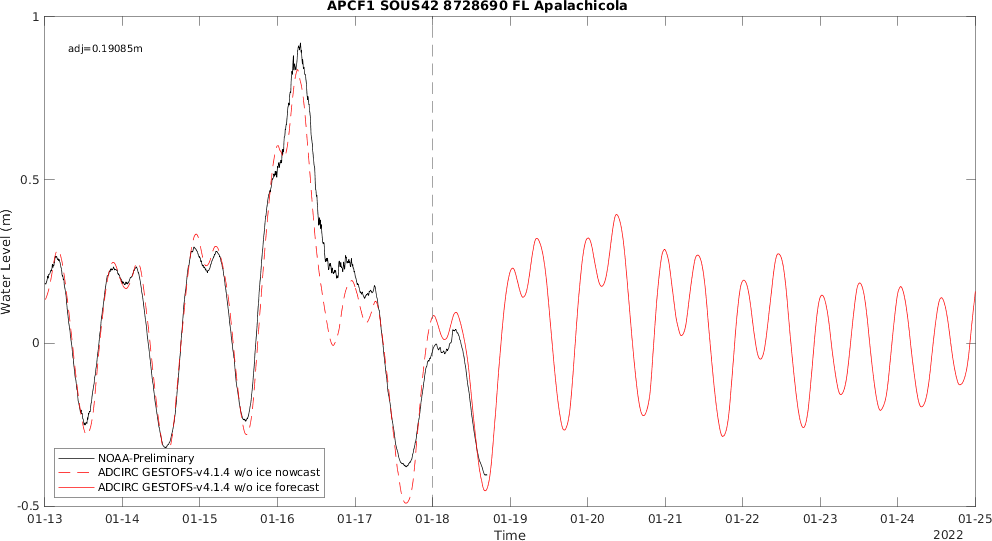 APCF1 SOUS42 8728690 FL Apalachicola
adj=0.19085m
1
0.5
0
-0.5
Water Level (m)
NOAA-Preliminary
ADCIRC GESTOFS-v4.1.4 w/o ice nowcast
ADCIRC GESTOFS-v4.1.4 w/o ice forecast
01-13 01-14 01-15 01-16 01-17 01-18 01-19 01-20 01-21 01-22 01-23 01-24 01-25
Time
2022